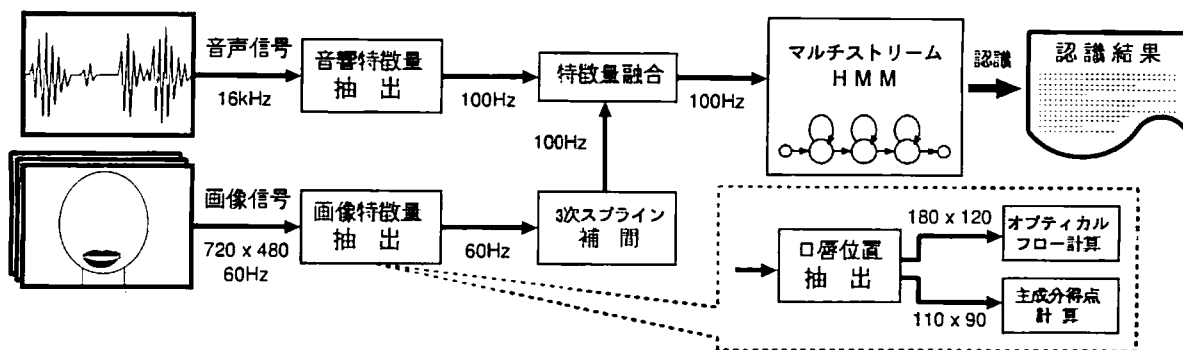 音声信号
16kHz
音響特徴量
抽出
100Hz
特徴量融合
100Hz
マルチストリーム
HMM
認識
認識結果
画像信号
720 x 480
60Hz
画像特徴量
抽出
60Hz
3次スプライン
補間
100Hz
口唇位置
抽出
180 x 120
オプティカル
フロー計算
110 x 90
主成分得点
計算